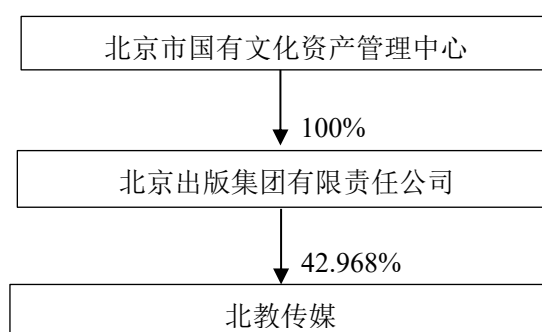 北京市国有文化资产管理中心
100%
北京出版集团有限责任公司
42.968%
北教传媒